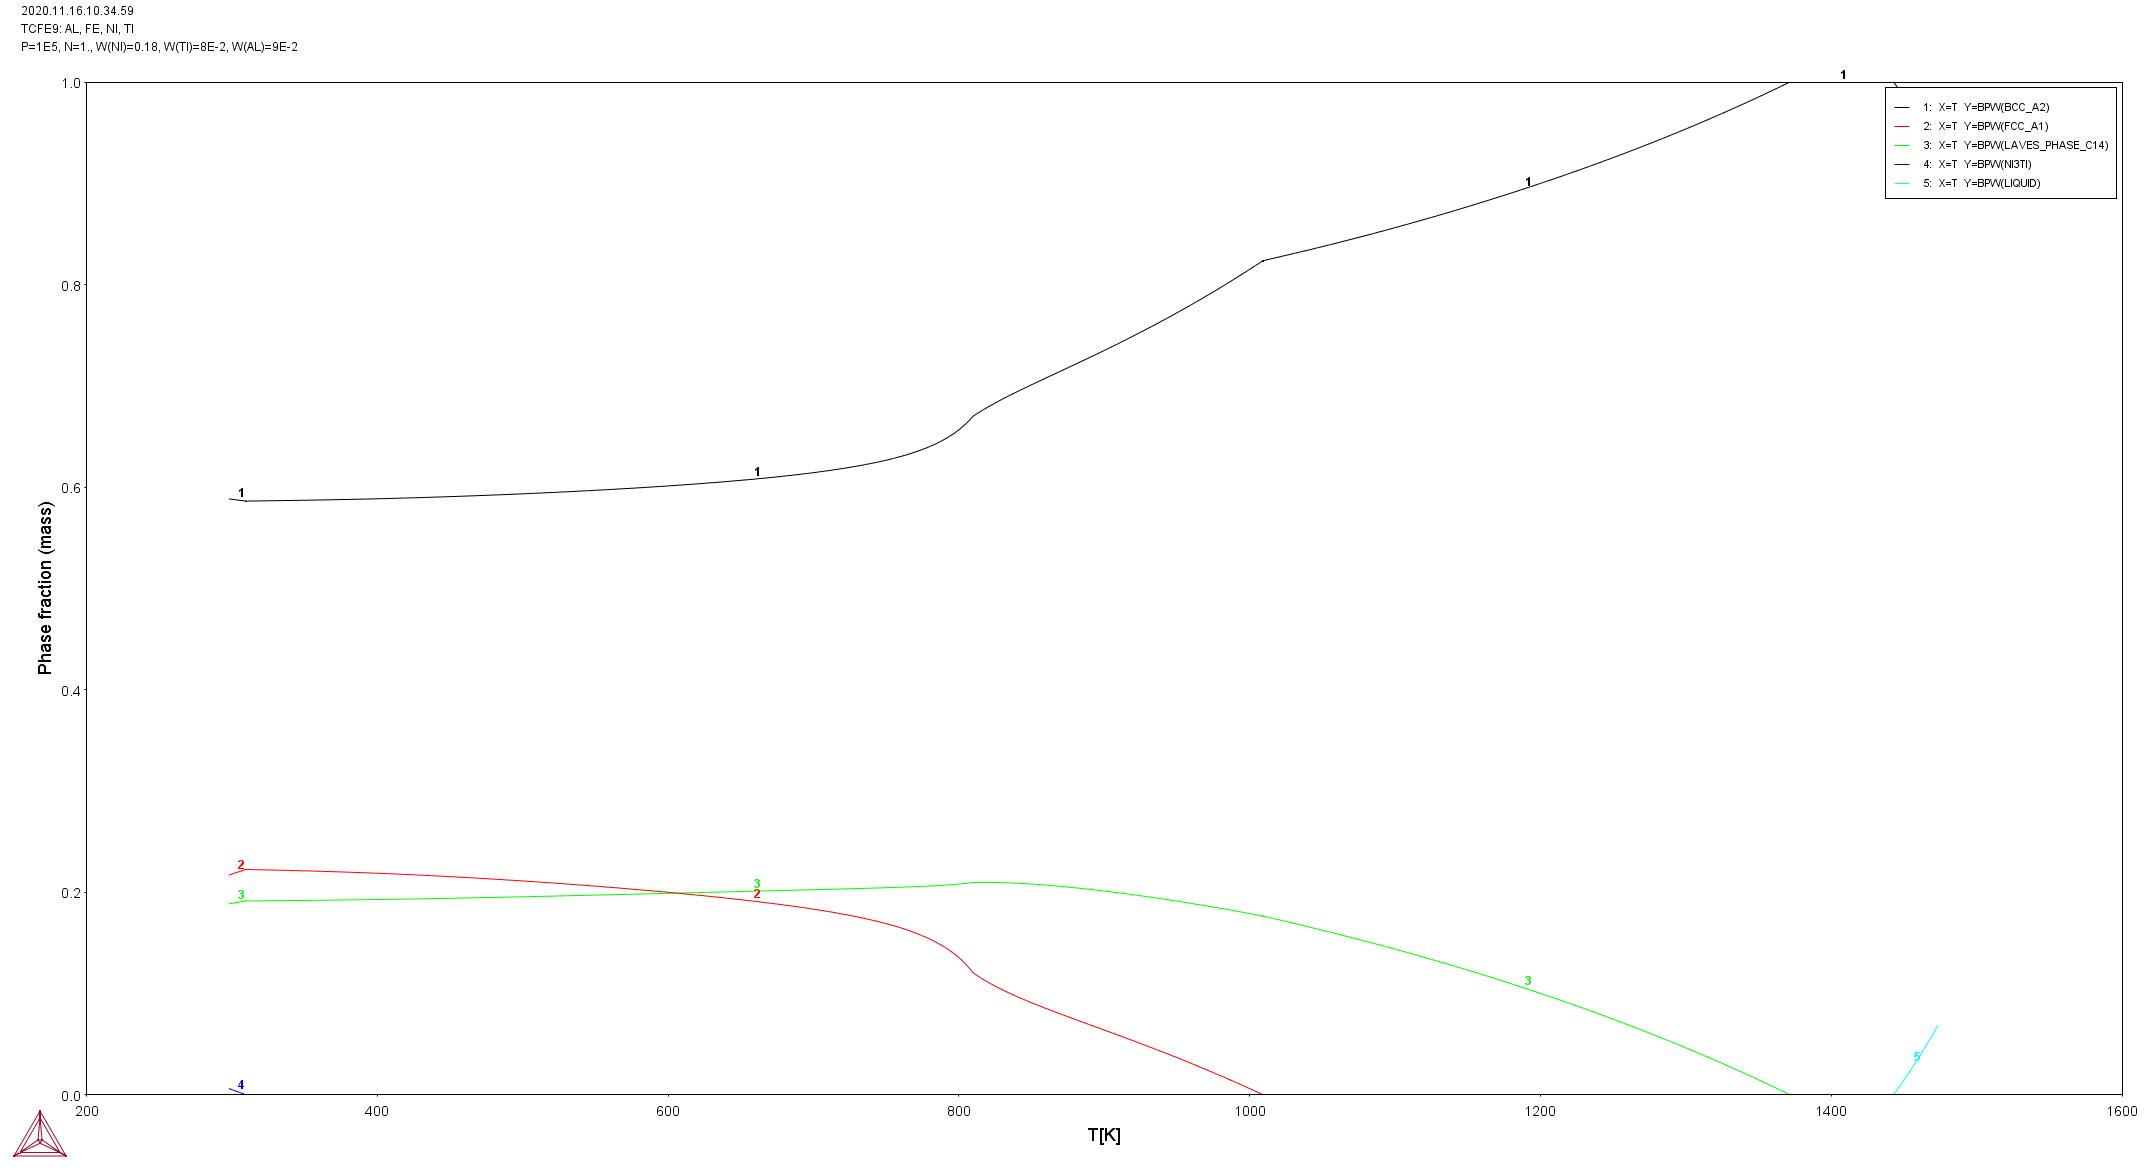 2020.11.16.10.34.59
TCFE9: AL, FE, NI, TI
P=1E5, N=1., W(NI)=0.18, W(TI)=8E-2, W(AL)=9E-2
1
1.0
1: X=T Y=BPW(BCC_A2)
2: X=T Y=BPW(FCC_A1)
3: X=T Y=BPW(LAVES_PHASE_C14)
4: X=T Y=BPW(NI3TI)
5: X=T Y=BPW(LIQUID)
1
0.8
1
0.6
1
Phase fraction (mass)
0.4
2
3
0.2
3
2
3
5
4
0.0
200
400
600
800
1000
1200
1400
1600
T[K]